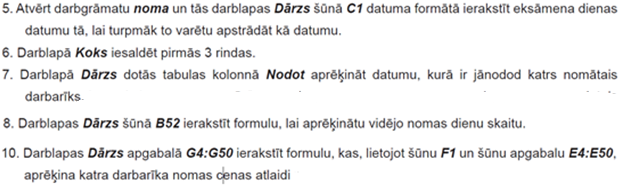 5. Atvērt darbgrāmatu noma un tās darblapas Dārzs šūnā C1 datuma formātā ierakstīt eksāmena dienas
datumu tā, lai turpmāk to varētu apstrādāt kā datumu.
6. Darblapā Koks iesaldēt pirmās 3 rindas.
7. Darblapā Dārzs dotās tabulas kolonnā Nodot aprēķināt datumu, kurā ir jānodod katrs nomātais
darbarīks
8. Darblapas Dārzs šūnā B52 ierakstīt formulu, lai aprēķinātu vidējo nomas dienu skaitu.
10. Darblapas Dārzs apgabalā G4:G50 ierakstīt formulu, kas, lietojot šūnu F1 un šūnu apgabalu E4:E50,
aprēķina katra darbarīka nomas cenas atlaidi